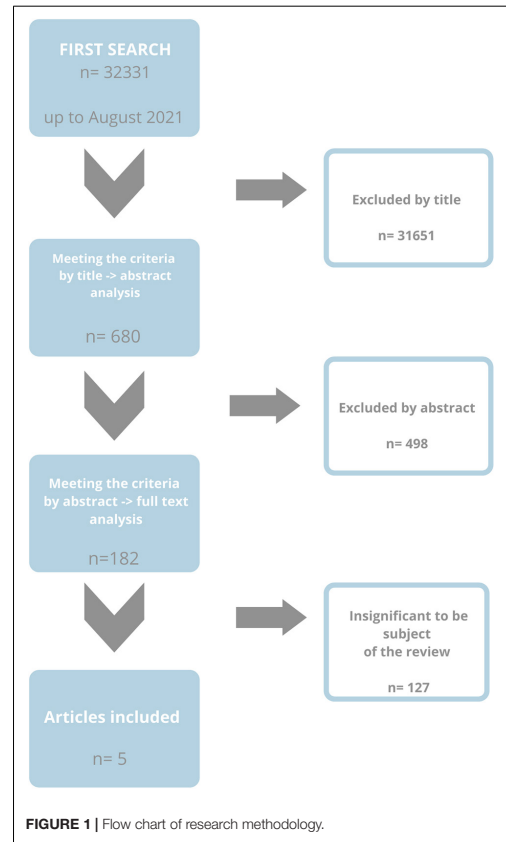 FIRST SEARCH
n= 32331
up to August 2021
Excluded by title
n= 31651
Meeting the criteria
by title -> abstract
analysis
n= 680
Excluded by abstract
n= 498
Meeting the criteria
by abstract -> full text
analysis
n=182
Insignificant to be
subject
of the review
n= 127
Articles included
n= 5
FIGURE 1 | Flow chart of research methodology.